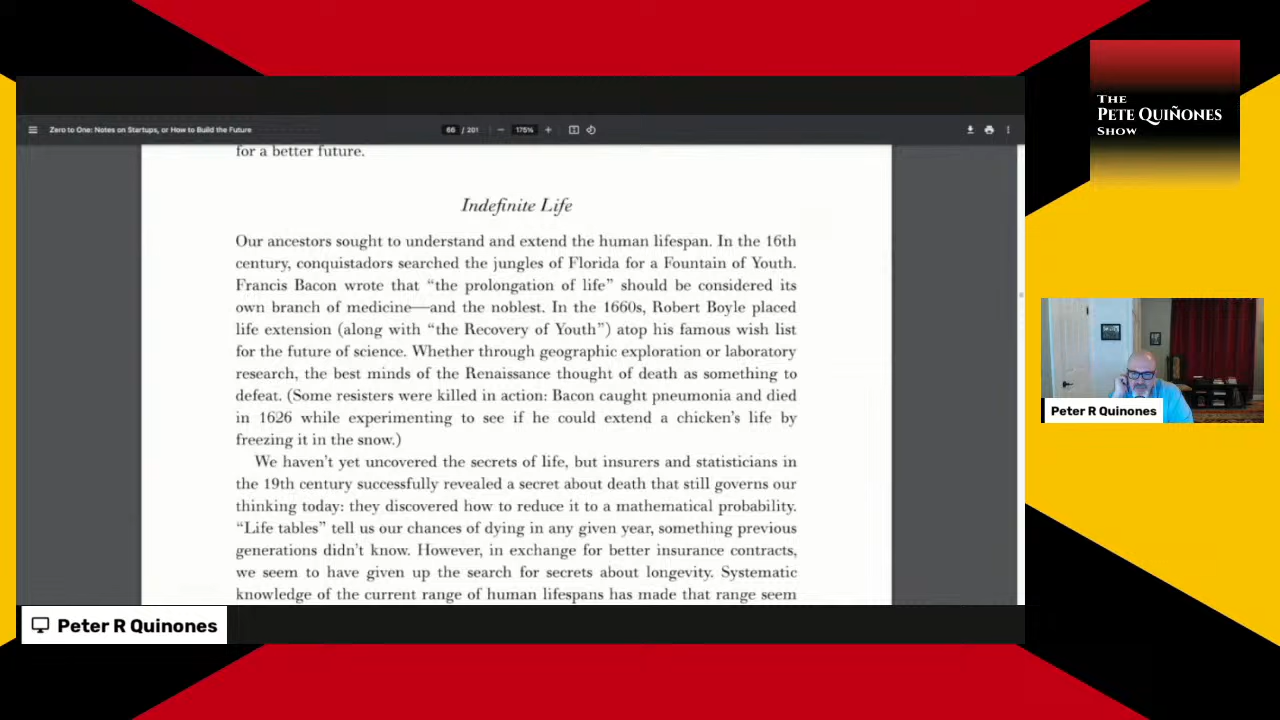 THE
PETE QUIÑONES
SHOW
Zero to One: Notes on Startups, or How to Build the Future
66 / 201
175%
for a better future.
Indefinite Life
Our ancestors sought to understand and extend the human lifespan. In the 16th
century, conquistadors searched the jungles of Florida for a Fountain of Youth.
Francis Bacon wrote that “the prolongation of life” should be considered its
own branch of medicine—and the noblest. In the 1660s, Robert Boyle placed
life extension (along with “the Recovery of Youth”) atop his famous wish list
for the future of science. Whether through geographic exploration or laboratory
research, the best minds of the Renaissance thought of death as something to
defeat. (Some resisters were killed in action: Bacon caught pneumonia and died
in 1626 while experimenting to see if he could extend a chicken’s life by
freezing it in the snow.)
We haven’t yet uncovered the secrets of life, but insurers and statisticians in
the 19th century successfully revealed a secret about death that still governs our
thinking today: they discovered how to reduce it to a mathematical probability.
“Life tables” tell us our chances of dying in any given year, something previous
generations didn’t know. However, in exchange for better insurance contracts,
we seem to have given up the search for secrets about longevity. Systematic
knowledge of the current range of human lifespans has made that range seem
Peter R Quinones
Peter R Quinones